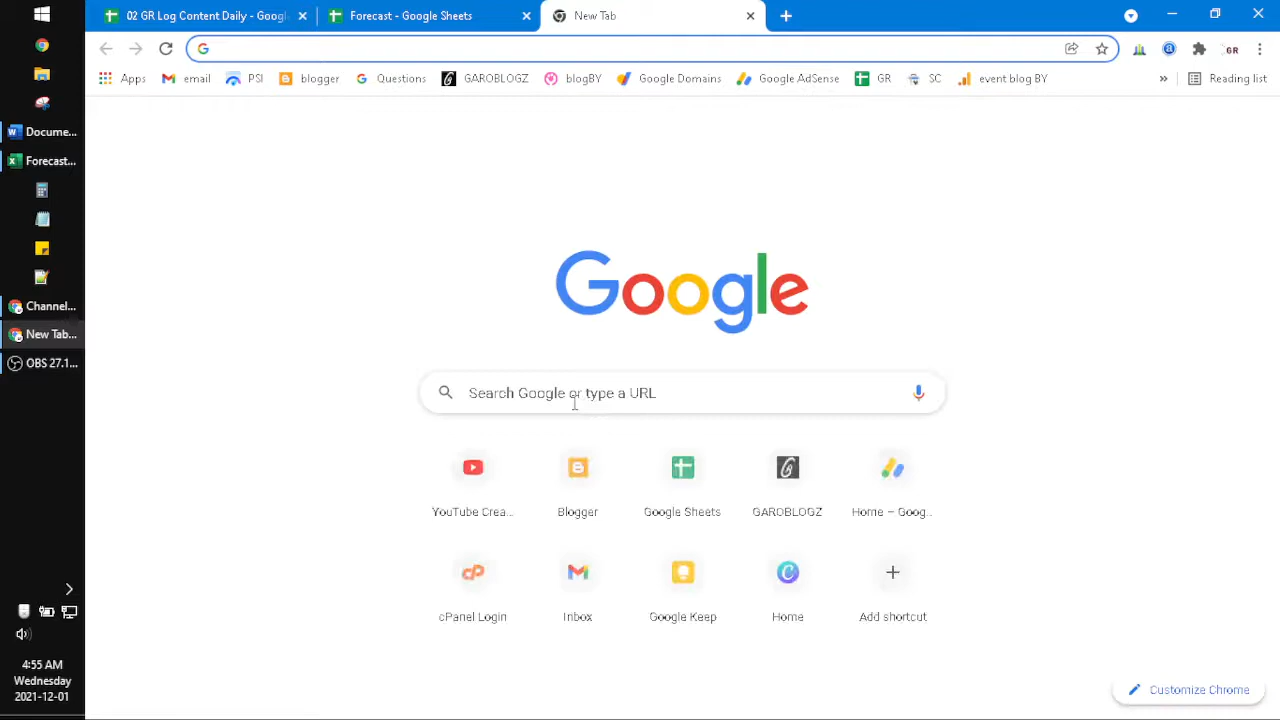 02 GR Log Content Daily - Googl
Forecast - Google Sheets
New Tab
GR
Apps
email
PSI
blogger
Questions
GAROBLOGZ
blogBY
Google Domains
Google AdSense
GR
SC
event blog BY
»
Reading list
Docume...
Forecast...
Channel...
New Tab...
OBS 27.1...
Google
Search Google or type a URL
YouTube Crea...
Blogger
Google Sheets
GAROBLOGZ
Home – Goog...
cPanel Login
Inbox
Google Keep
Home
Add shortcut
4:55 AM
Wednesday
2021-12-01
Customize Chrome